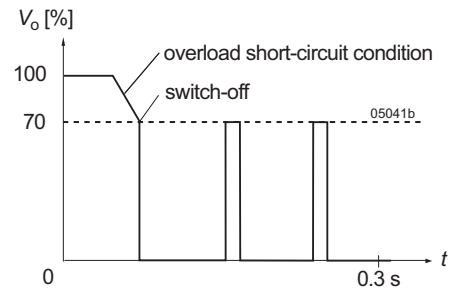 Vo [%]
overload short-circuit condition
100
switch-off
70
05041b
t
0
0.3 s